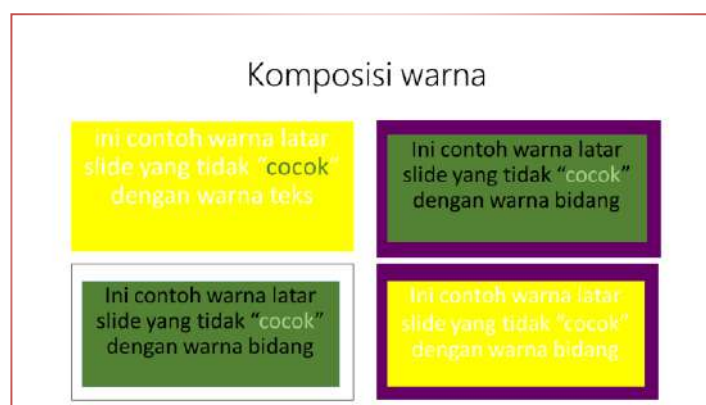 Komposisi warna
Ini contoh warna latar
slide yang tidak “cocok”
dengan warna teks
Ini contoh warna latar
slide yang tidak “cocok”
dengan warna bidang
Ini contoh warna latar
slide yang tidak “cocok”
dengan warna bidang
Ini contoh warna latar
slide yang tidak “cocok”
dengan warna bidang